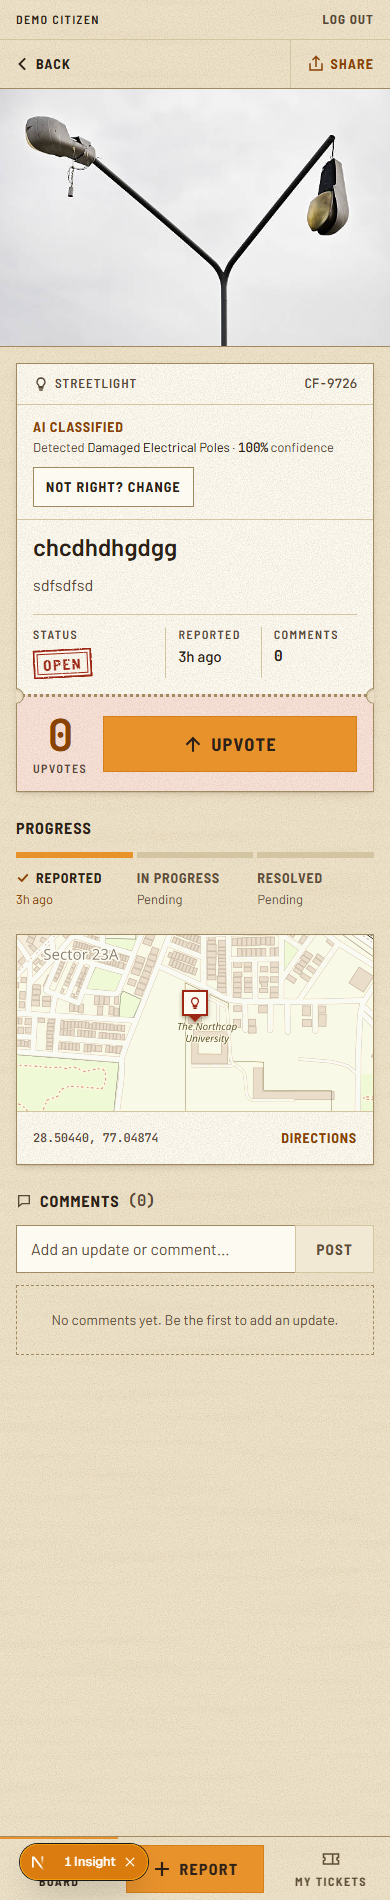 DEMO CITIZEN
LOG OUT
BACK
SHARE
STREETLIGHT
CF-9726
AI CLASSIFIED
Detected Damaged Electrical Poles · 100% confidence
NOT RIGHT? CHANGE
chcdhdhgdgg
sdfsdfsd
STATUS
REPORTED
COMMENTS
OPEN
3h ago
0
0
UPVOTES
UPVOTE
PROGRESS
REPORTED
IN PROGRESS
RESOLVED
3h ago
Pending
Pending
Sector 23A
The Northcap
University
28.50440, 77.04874
DIRECTIONS
COMMENTS (0)
Add an update or comment...
POST
No comments yet. Be the first to add an update.
N
1 Insight
BOARD
REPORT
MY TICKETS